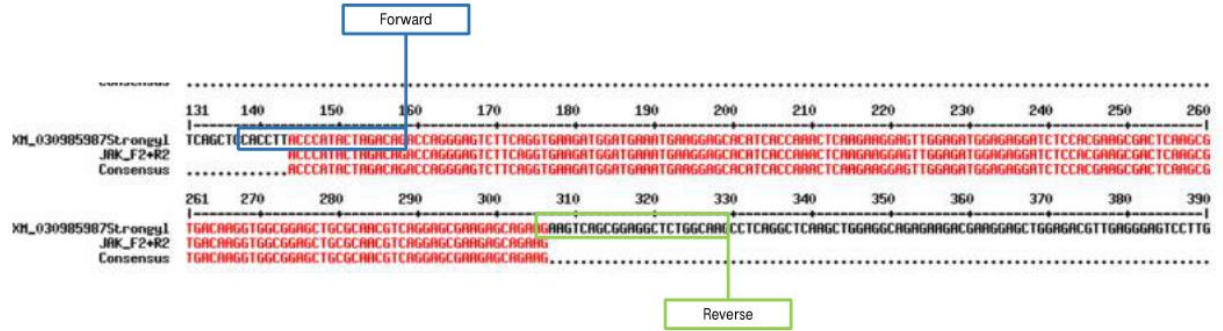 Forward
Consensus
131 140 150 160 170 180 190 200 210 220 230 240 250 260
XM_030985987Strongyl TCAGCTGCACCTTACCCATACTAGACAGACCAGGGAGTCTTCAGGTGAAGATGGATGAAATGAAGGAGCACATCACCAAACTCAAGAAGGAGTTGGAGATGGAGAGGATCTCCACGAAGCGACTCAAGCG
JAK_F2+R2 ACCCATACTAGACAGACCAGGGAGTCTTCAGGTGAAGATGGATGAAATGAAGGAGCACATCACCAAACTCAAGAAGGAGTTGGAGATGGAGAGGATCTCCACGAAGCGACTCAAGCG
Consensus .............ACCCATACTAGACAGACCAGGGAGTCTTCAGGTGAAGATGGATGAAATGAAGGAGCACATCACCAAACTCAAGAAGGAGTTGGAGATGGAGAGGATCTCCACGAAGCGACTCAAGCG
261 270 280 290 300 310 320 330 340 350 360 370 380 390
XM_030985987Strongyl TGACAAGGTGGCGGAGCTGCGCAACGTCAGGAGCGAAGAGCAGAAGAAGTCAGCGGAGGCTCTGGCAAGCCTCAGGCTCAAGCTGGAGGCAGAGAAGACGAAGGAGCTGGAGACGTTGAGGGAGTCCTTG
JAK_F2+R2 TGACAAGGTGGCGGAGCTGCGCAACGTCAGGAGCGAAGAGCAGAAG
Consensus TGACAAGGTGGCGGAGCTGCGCAACGTCAGGAGCGAAGAGCAGAAG....................................................................................
Reverse